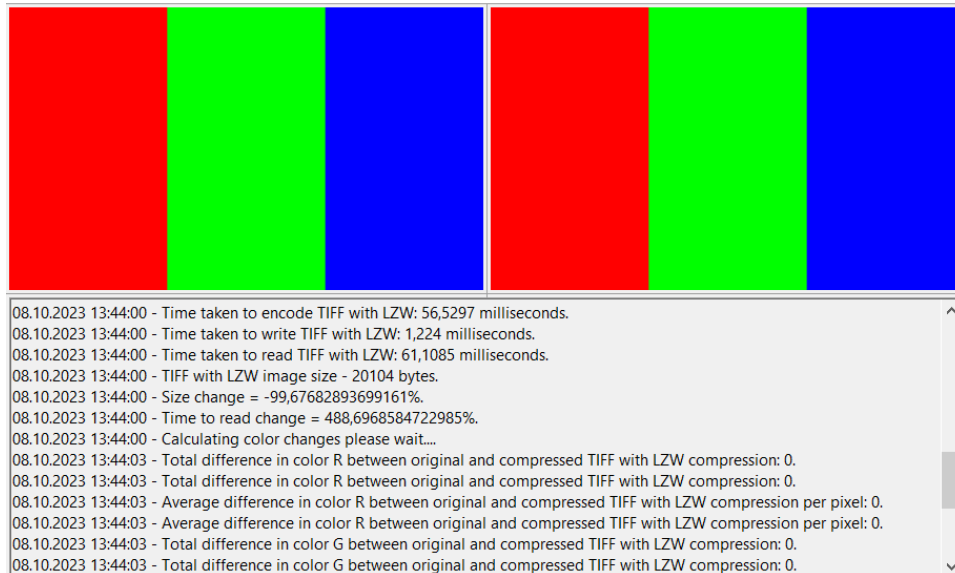 08.10.2023 13:44:00 - Time taken to encode TIFF with LZW: 56,5297 milliseconds.
08.10.2023 13:44:00 - Time taken to write TIFF with LZW: 1,224 milliseconds.
08.10.2023 13:44:00 - Time taken to read TIFF with LZW: 61,1085 milliseconds.
08.10.2023 13:44:00 - TIFF with LZW image size - 20104 bytes.
08.10.2023 13:44:00 - Size change = -99,67682893699161%.
08.10.2023 13:44:00 - Time to read change = 488,6968584722985%.
08.10.2023 13:44:00 - Calculating color changes please wait....
08.10.2023 13:44:03 - Total difference in color R between original and compressed TIFF with LZW compression: 0.
08.10.2023 13:44:03 - Total difference in color R between original and compressed TIFF with LZW compression: 0.
08.10.2023 13:44:03 - Average difference in color R between original and compressed TIFF with LZW compression per pixel: 0.
08.10.2023 13:44:03 - Average difference in color R between original and compressed TIFF with LZW compression per pixel: 0.
08.10.2023 13:44:03 - Total difference in color G between original and compressed TIFF with LZW compression: 0.
08.10.2023 13:44:03 - Total difference in color G between original and compressed TIFF with LZW compression: 0.